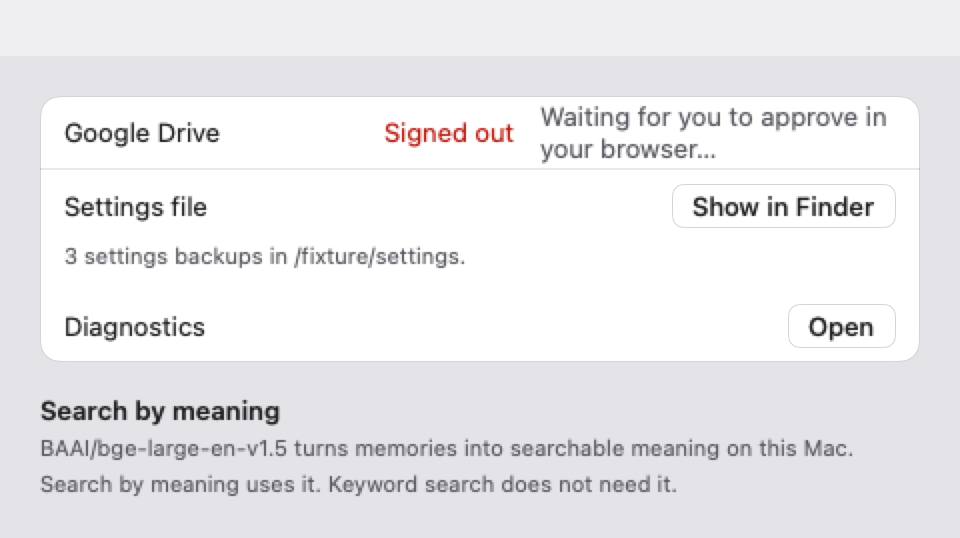 Google Drive
Signed out
Waiting for you to approve in
your browser...
Settings file
Show in Finder
3 settings backups in /fixture/settings.
Diagnostics
Open
Search by meaning
BAAI/bge-large-en-v1.5 turns memories into searchable meaning on this Mac.
Search by meaning uses it. Keyword search does not need it.